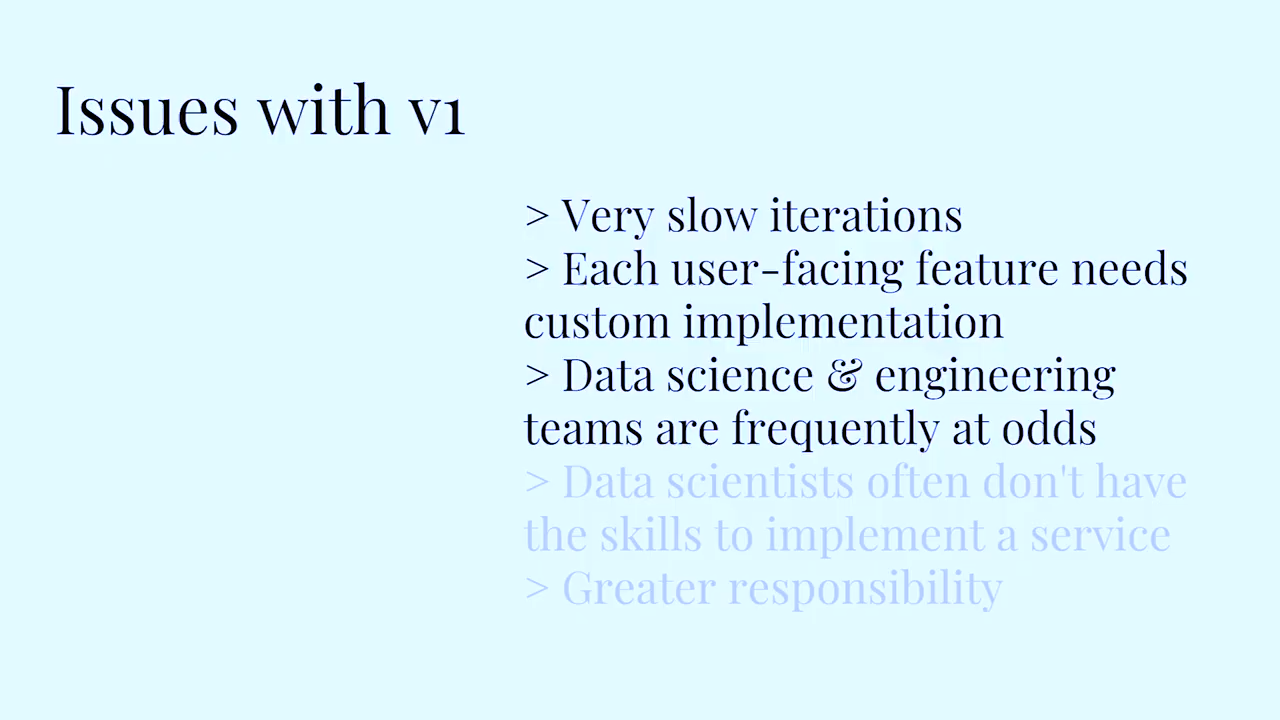 Issues with v1
> Very slow iterations
> Each user-facing feature needs
custom implementation
> Data science & engineering
teams are frequently at odds
> Data scientists often don't have
the skills to implement a service
> Greater responsibility